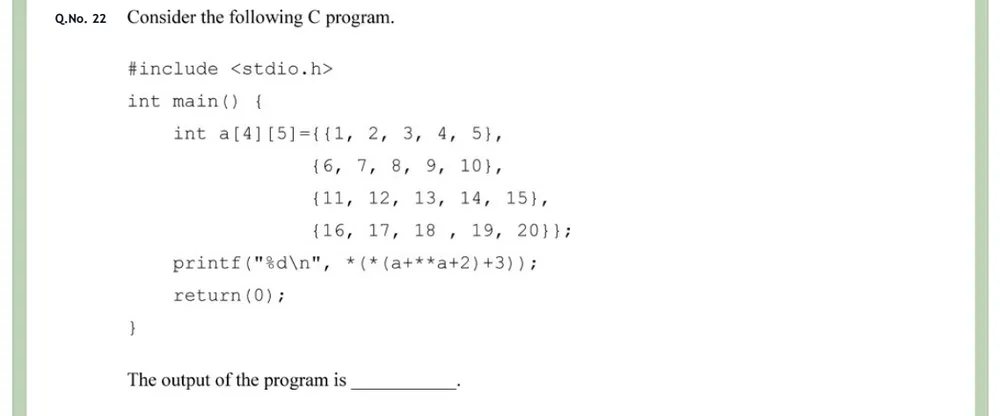 Q.No. 22 Consider the following C program.
#include <stdio.h>
int main() {
int a[4][5]={{1, 2, 3, 4, 5},
{6, 7, 8, 9, 10},
{11, 12, 13, 14, 15},
{16, 17, 18 , 19, 20}};
printf("%d\n", *(*(a+**a+2)+3));
return(0);
}
The output of the program is __________.